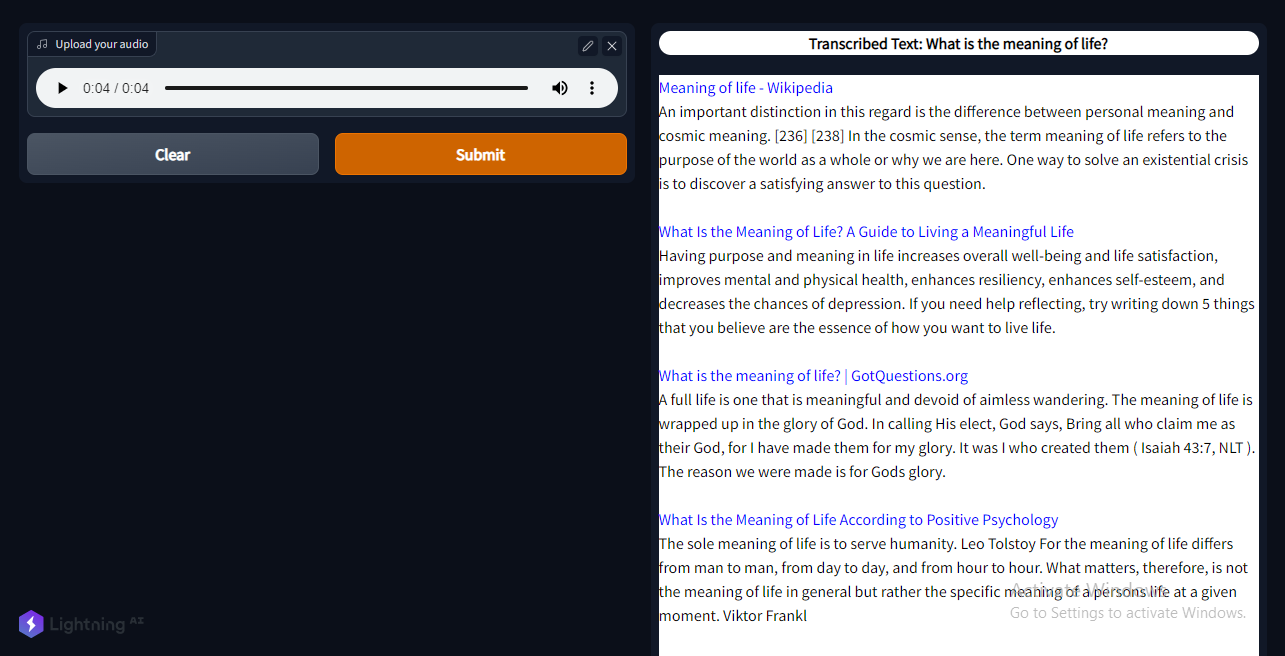 Upload your audio
0:04 / 0:04
Clear
Submit
Transcribed Text: What is the meaning of life?
Meaning of life - Wikipedia
An important distinction in this regard is the difference between personal meaning and
cosmic meaning. [236] [238] In the cosmic sense, the term meaning of life refers to the
purpose of the world as a whole or why we are here. One way to solve an existential crisis
is to discover a satisfying answer to this question.
What Is the Meaning of Life? A Guide to Living a Meaningful Life
Having purpose and meaning in life increases overall well-being and life satisfaction,
improves mental and physical health, enhances resiliency, enhances self-esteem, and
decreases the chances of depression. If you need help reflecting, try writing down 5 things
that you believe are the essence of how you want to live life.
What is the meaning of life? | GotQuestions.org
A full life is one that is meaningful and devoid of aimless wandering. The meaning of life is
wrapped up in the glory of God. In calling His elect, God says, Bring all who claim me as
their God, for I have made them for my glory. It was I who created them ( Isaiah 43:7, NLT ).
The reason we were made is for Gods glory.
What Is the Meaning of Life According to Positive Psychology
The sole meaning of life is to serve humanity. Leo Tolstoy For the meaning of life differs
from man to man, from day to day, and from hour to hour. What matters, therefore, is not
the meaning of life in general but rather the specific meaning of a persons life at a given
moment. Viktor Frankl
Activate Windows
Go to Settings to activate Windows.
Lightning AI